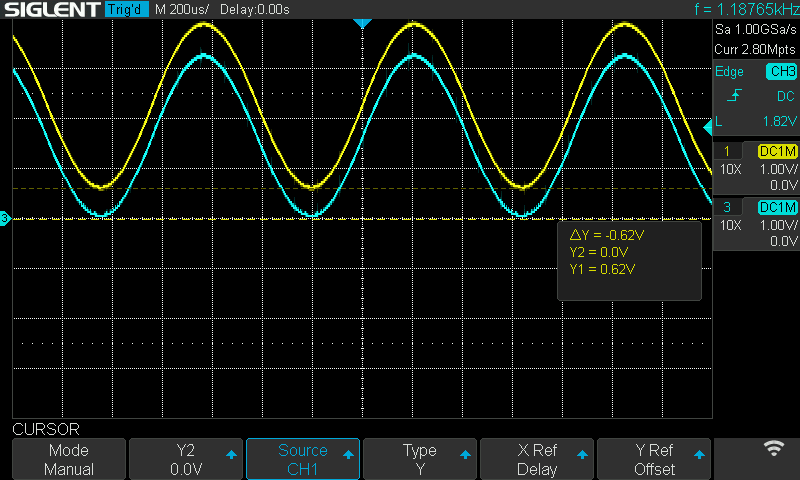 SIGLENT Trig'd M 200us/ Delay:0.00s f = 1.18765kHz
Sa 1.00GSa/s
Curr 2.80Mpts
Edge CH3
DC
L 1.82V
1 DC1M
10X 1.00V/
0.0V
3 DC1M
10X 1.00V/
0.0V
3
△Y = -0.62V
Y2 = 0.0V
Y1 = 0.62V
CURSOR
Mode Y2 Source Type X Ref Y Ref
Manual 0.0V CH1 Y Delay Offset